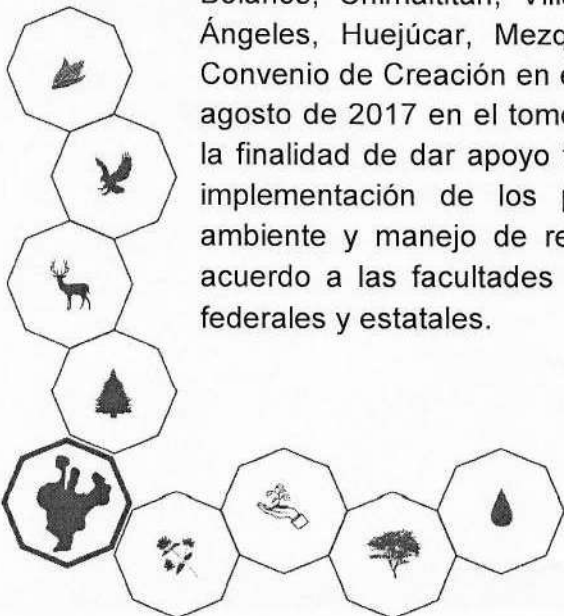 Ángeles, Huejúcar, Mezq
Convenio de Creación en e
agosto de 2017 en el tomo
la finalidad de dar apoyo
implementación de los p
ambiente y manejo de re
acuerdo a las facultades
federales y estatales.